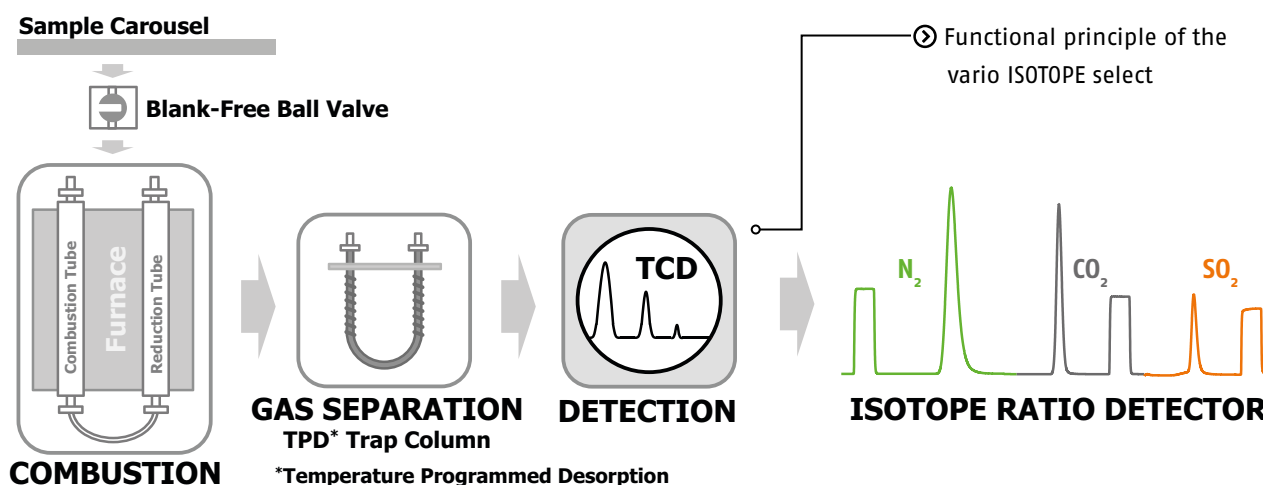 Sample Carousel
Functional principle of the
vario ISOTOPE select
Blank-Free Ball Valve
Combustion Tube
Furnace
Reduction Tube
TCD
N₂
CO₂
SO₂
GAS SEPARATION
TPD* Trap Column
DETECTION
ISOTOPE RATIO DETECTOR
COMBUSTION
*Temperature Programmed Desorption